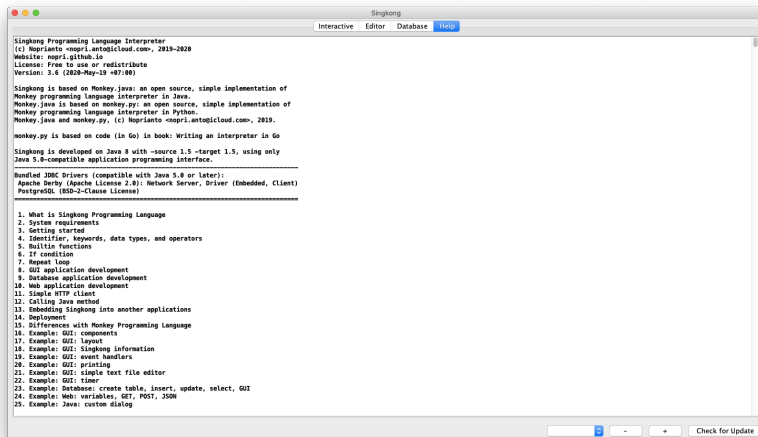 Singkong
Interactive Editor Database Help
Singkong Programming Language Interpreter
(c) Noprianto <nopri.anto@icloud.com>, 2019-2020
Website: nopri.github.io
License: Free to use or redistribute
Version: 3.6 (2020-May-19 +07:00)
Singkong is based on Monkey.java: an open source, simple implementation of
Monkey programming language interpreter in Java.
Monkey.java is based on monkey.py: an open source, simple implementation of
Monkey programming language interpreter in Python.
Monkey.java and monkey.py, (c) Noprianto <nopri.anto@icloud.com>, 2019.
monkey.py is based on code (in Go) in book: Writing an interpreter in Go
Singkong is developed on Java 8 with -source 1.5 -target 1.5, using only
Java 5.0-compatible application programming interface.
Bundled JDBC Drivers (compatible with Java 5.0 or later):
Apache Derby (Apache License 2.0): Network Server, Driver (Embedded, Client)
PostgreSQL (BSD-2-Clause License)
1. What is Singkong Programming Language
2. System requirements
3. Getting started
4. Identifier, keywords, data types, and operators
5. Builtin functions
6. If condition
7. Repeat loop
8. GUI application development
9. Database application development
10. Web application development
11. Simple HTTP client
12. Calling Java method
13. Embedding Singkong into another applications
14. Deployment
15. Differences with Monkey Programming Language
16. Example: GUI: components
17. Example: GUI: layout
18. Example: GUI: Singkong information
19. Example: GUI: event handlers
20. Example: GUI: printing
21. Example: GUI: simple text file editor
22. Example: GUI: timer
23. Example: Database: create table, insert, update, select, GUI
24. Example: Web: variables, GET, POST, JSON
25. Example: Java: custom dialog
- + Check for Update